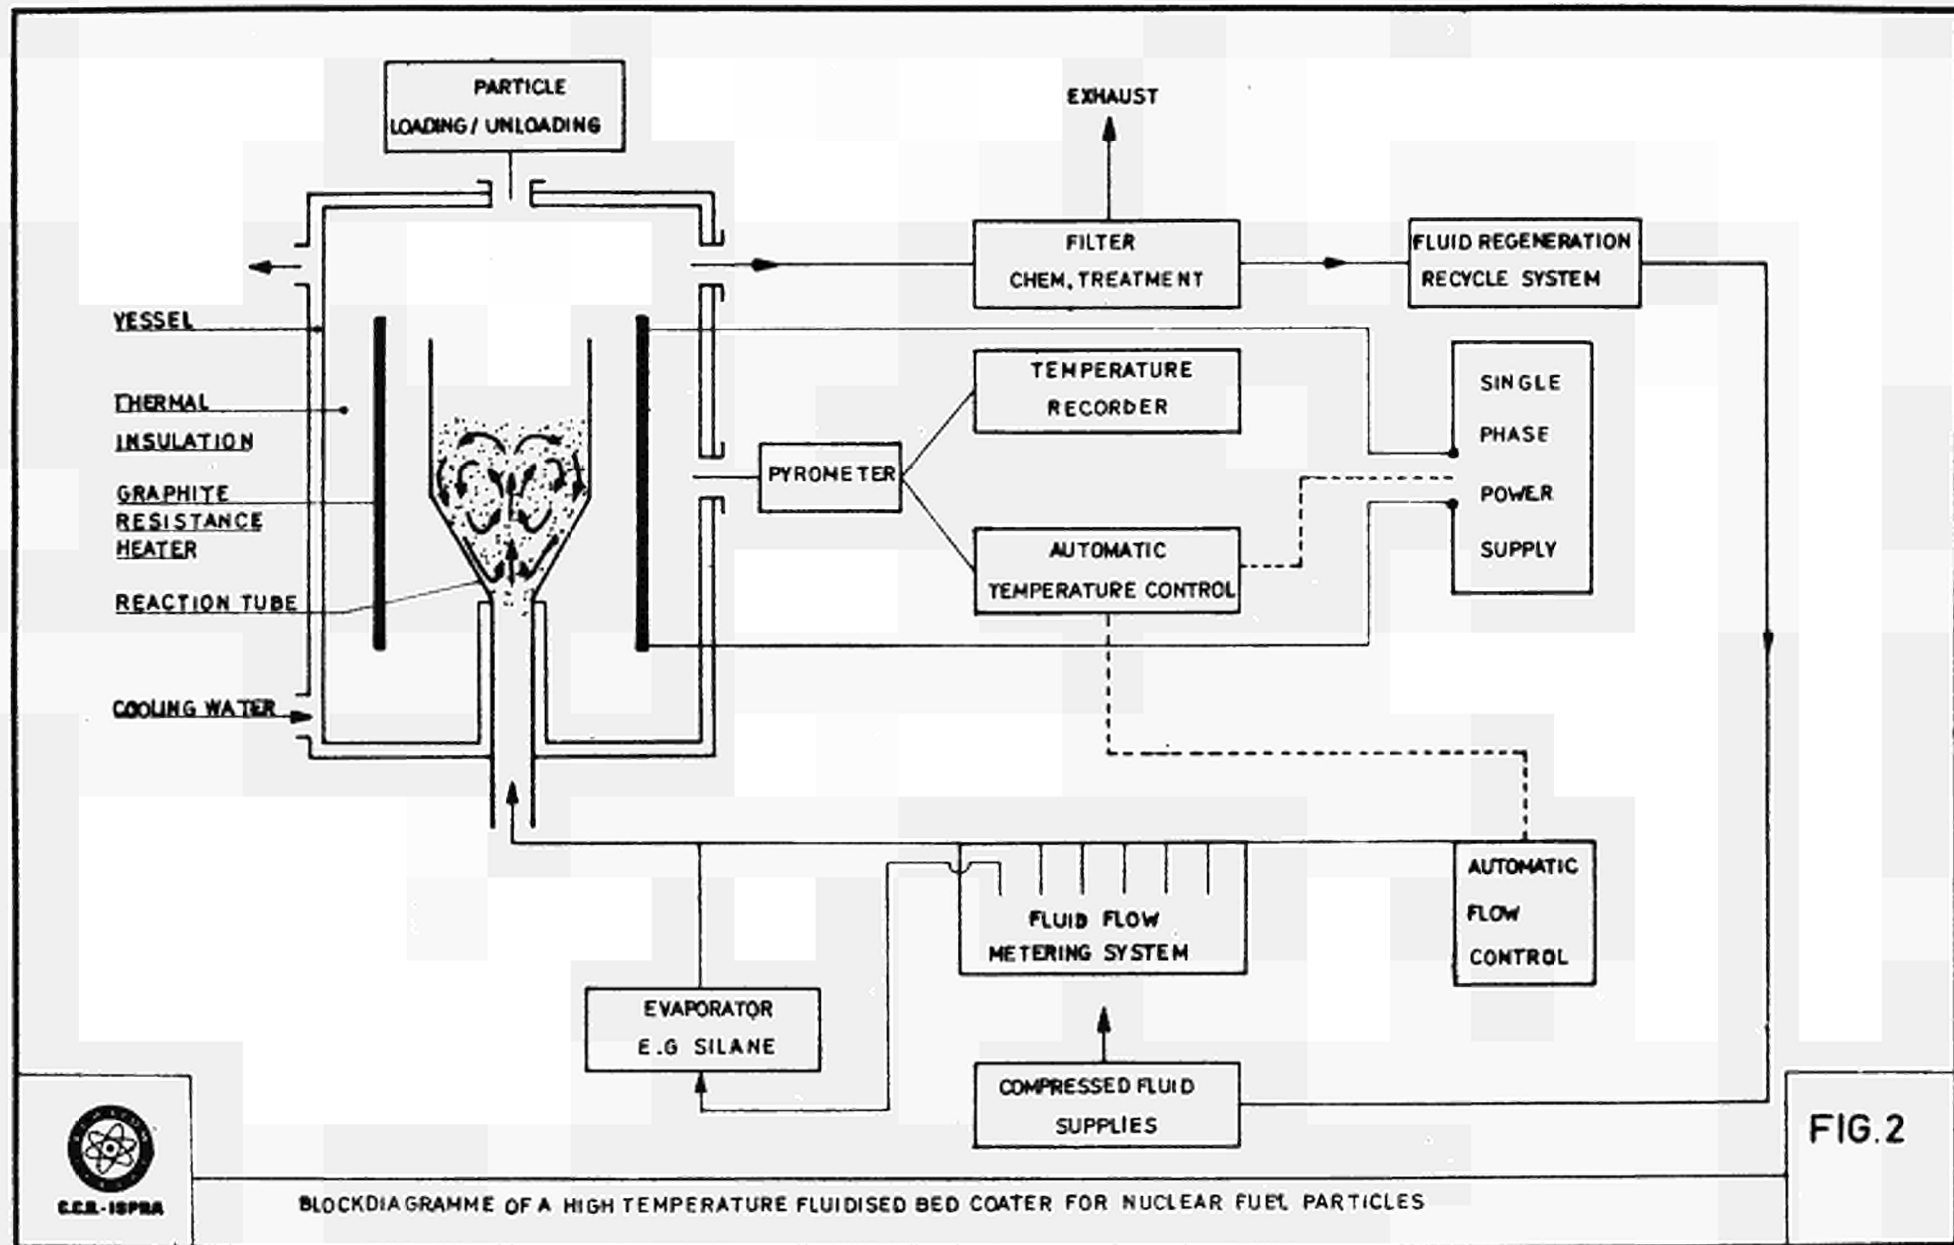 PARTICLE
LOADING / UNLOADING
EXHAUST
FILTER
CHEM. TREATMENT
FLUID REGENERATION
RECYCLE SYSTEM
VESSEL
THERMAL
INSULATION
GRAPHITE
RESISTANCE
HEATER
REACTION TUBE
COOLING WATER
TEMPERATURE
RECORDER
PYROMETER
AUTOMATIC
TEMPERATURE CONTROL
SINGLE
PHASE
POWER
SUPPLY
AUTOMATIC
FLOW
CONTROL
FLUID FLOW
METERING SYSTEM
EVAPORATOR
E.G SILANE
COMPRESSED FLUID
SUPPLIES
C.C.R.-ISPRA
FIG.2
BLOCKDIAGRAMME OF A HIGH TEMPERATURE FLUIDISED BED COATER FOR NUCLEAR FUEL PARTICLES